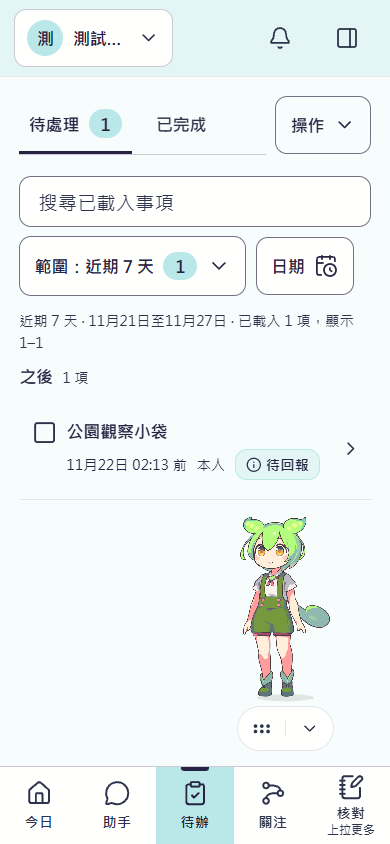 測 測試...
待處理 1 已完成 操作
搜尋已載入事項
範圍：近期 7 天 1 日期
近期 7 天 · 11月21日至11月27日 · 已載入 1 項，顯示
1–1
之後 1 項
公園觀察小袋
11月22日 02:13 前 本人 待回報
今日 助手 待辦 關注 核對
上拉更多